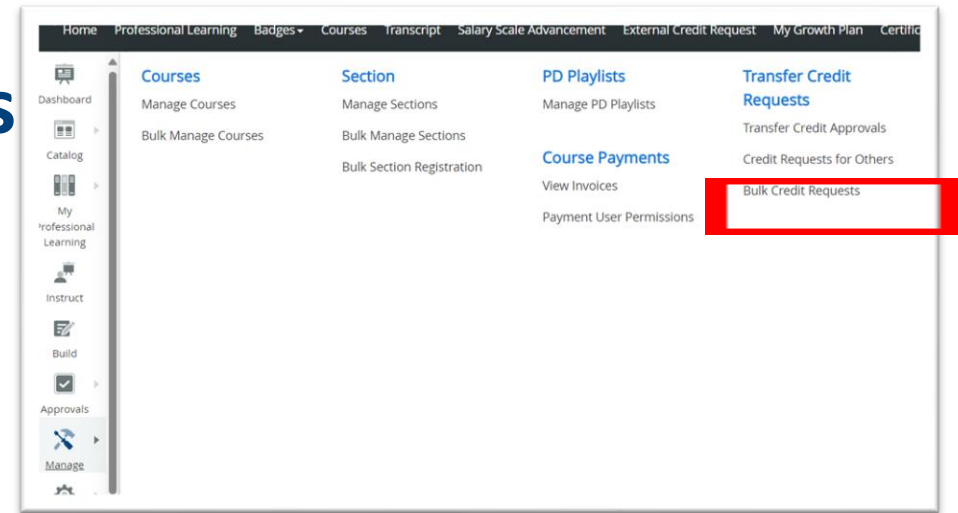 Home Professional Learning Badges Courses Transcript Salary Scale Advancement External Credit Request My Growth Plan
s
Dashboard
Catalog
My
Professional
Learning
Instruct
Build
Approvals
Manage
Courses
Manage Courses
Bulk Manage Courses
Section
Manage Sections
Bulk Manage Sections
Bulk Section Registration
PD Playlists
Manage PD Playlists
Course Payments
View Invoices
Payment User Permissions
Transfer Credit
Requests
Transfer Credit Approvals
Credit Requests for Others
Bulk Credit Requests